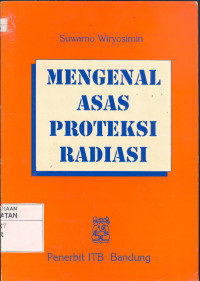 Suwarno Wiryosimin
MENGENAL
ASAS
PROTEKSI
RADIASI
Penerbit ITB Bandung